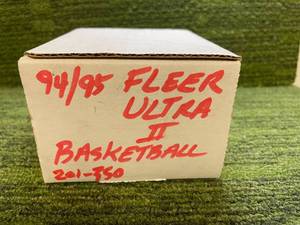 94/95 FLEER
ULTRA
II
BASKETBALL
201-350